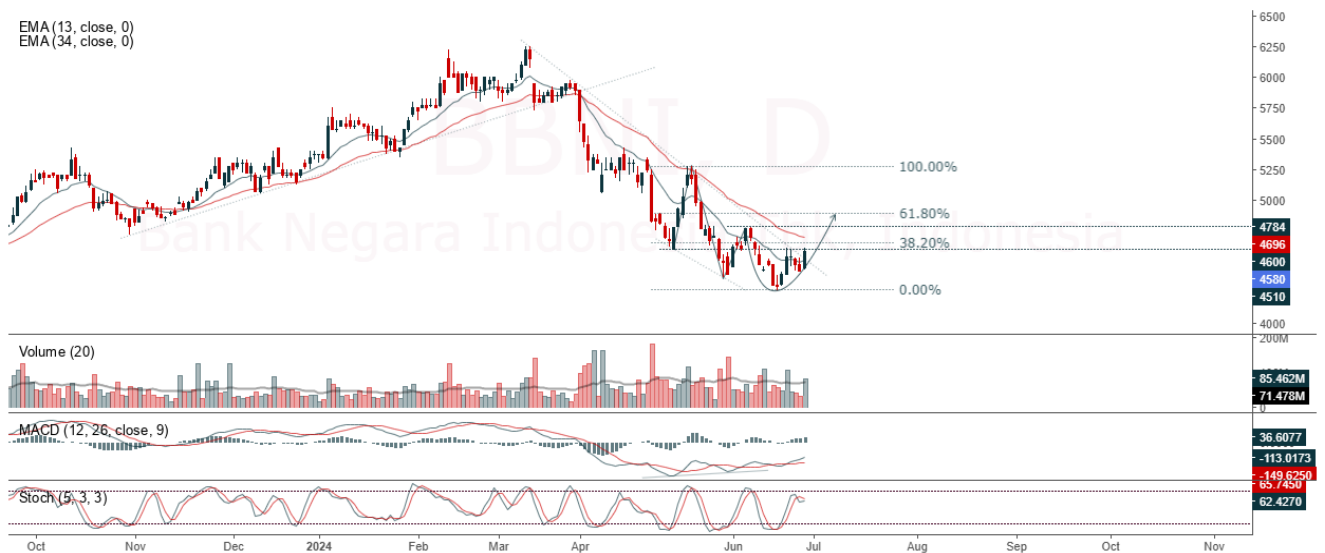 EMA (13, close, 0)
EMA (34, close, 0)
BBNI, D
Bank Negara Indonesia
Indonesia
6500
6250
6000
5750
5500
5250
5000
4784
4696
4600
4580
4510
4000
100.00%
61.80%
38.20%
0.00%
Volume (20)
200M
85.462M
71.478M
0
MACD (12, 26, close, 9)
36.6077
-113.0173
-149.6250
Stoch (5, 3, 3)
65.7450
62.4270
Oct Nov Dec 2024 Feb Mar Apr Jun Jul Aug Sep Oct Nov